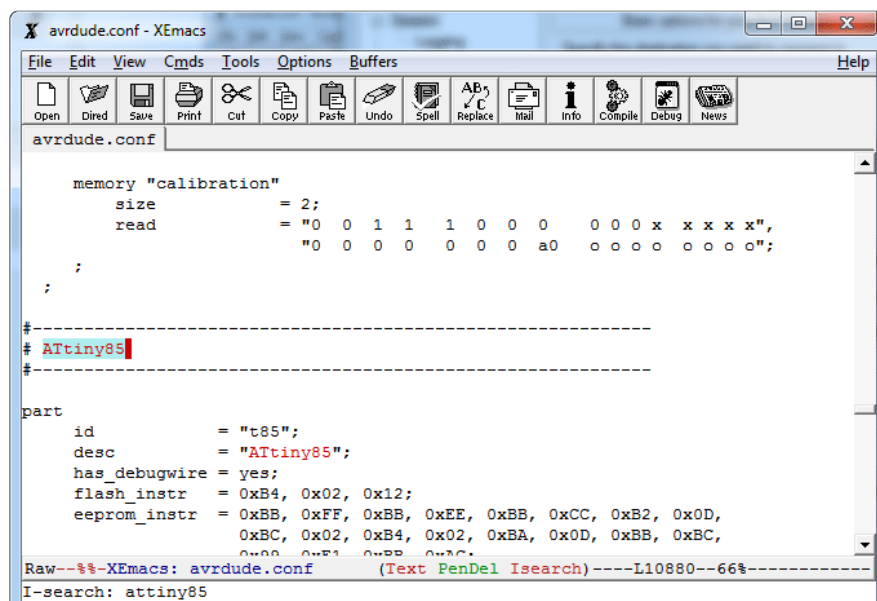 avrdude.conf - XEmacs
File Edit View Cmds Tools Options Buffers Help
Open Dired Save Print Cut Copy Paste Undo Spell Replace Mail Info Compile Debug News
avrdude.conf
memory "calibration"
size = 2;
read = "0 0 1 1 1 0 0 0 0 0 0 x x x x x",
"0 0 0 0 0 0 0 a0 o o o o o o o o";
;
;
#------------------------------------------------------------
# ATtiny85
#------------------------------------------------------------
part
id = "t85";
desc = "ATtiny85";
has_debugwire = yes;
flash_instr = 0xB4, 0x02, 0x12;
eeprom_instr = 0xBB, 0xFF, 0xBB, 0xEE, 0xBB, 0xCC, 0xB2, 0x0D,
0xBC, 0x02, 0xB4, 0x02, 0xBA, 0x0D, 0xBB, 0xBC,
0x99, 0xE1, 0xBB, 0xAC;
Raw--%%-XEmacs: avrdude.conf (Text PenDel Isearch)----L10880--66%------------
I-search: attiny85